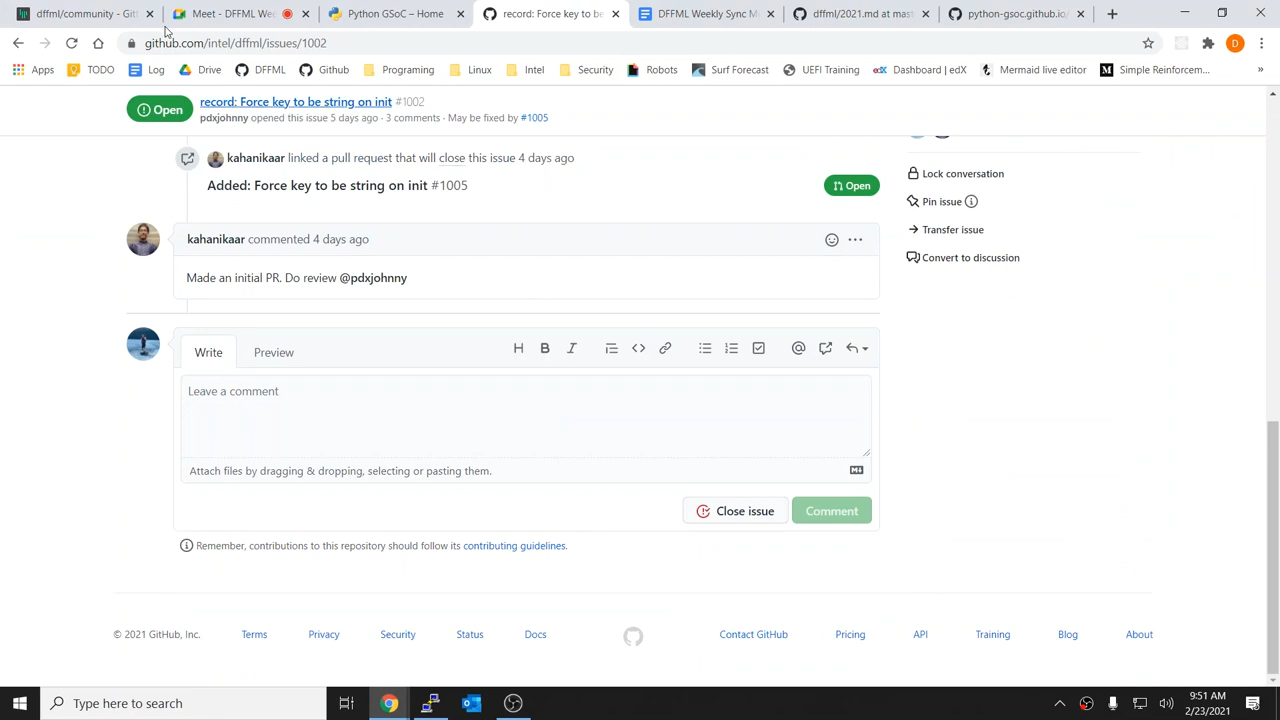 dffml/community - Gitt
Meet - DFFML Wee
Python-GSoC – Home
record: Force key to be
DFFML Weekly Sync M
dffml/2021.md at mast
python-gsoc.github.io/
github.com/intel/dffml/issues/1002
D
Apps
TODO
Log
Drive
DFFML
Github
Programing
Linux
Intel
Security
Robots
Surf Forecast
UEFI Training
edX
Dashboard | edX
Mermaid live editor
M
Simple Reinforcem...
»
Open
record: Force key to be string on init #1002
pdxjohnny opened this issue 5 days ago · 3 comments · May be fixed by #1005
kahanikaar linked a pull request that will close this issue 4 days ago
Added: Force key to be string on init #1005
Open
kahanikaar commented 4 days ago
Made an initial PR. Do review @pdxjohnny
Lock conversation
Pin issue
Transfer issue
Convert to discussion
Write
Preview
H
B
I
Leave a comment
Attach files by dragging & dropping, selecting or pasting them.
Close issue
Comment
Remember, contributions to this repository should follow its contributing guidelines.
© 2021 GitHub, Inc.
Terms
Privacy
Security
Status
Docs
Contact GitHub
Pricing
API
Training
Blog
About
Type here to search
9:51 AM
2/23/2021